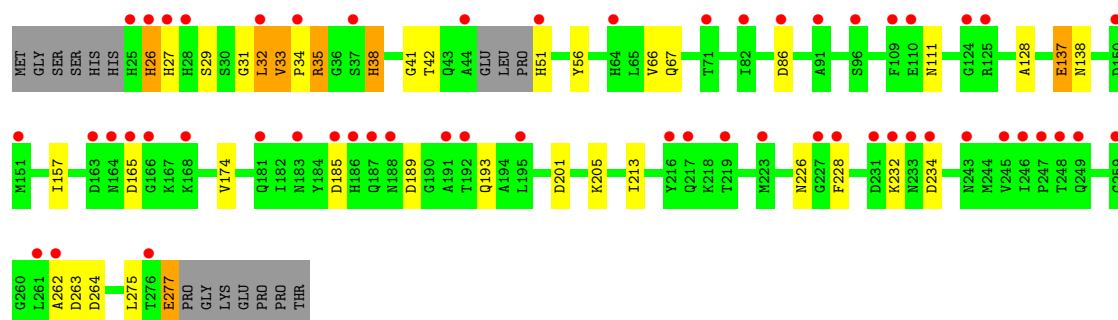 MET GLY SER SER HIS HIS H25 H26 H27 H28 S29 S30 G31 L32 V33 P34 R35 G36 S37 H38 G41 T42 Q43 A44 GLU LEU PRO H51 Y56 H64 L65 V66 Q67 T71 I82 D86 A91 S96 F109 E110 N111 G124 R125 A128 E137 N138 D150
M151 I157 D163 N164 D165 G166 K167 K168 V174 Q181 I182 N183 Y184 D185 H186 Q187 N188 D189 G190 A191 T192 Q193 A194 L195 D201 K205 I213 Y216 Q217 K218 T219 M223 N226 G227 F228 D231 K232 N233 D234 N243 M244 V245 I246 P247 T248 Q249 G259
G260 L261 A262 D263 D264 L275 T276 E277 PRO GLY LYS GLU PRO PRO THR